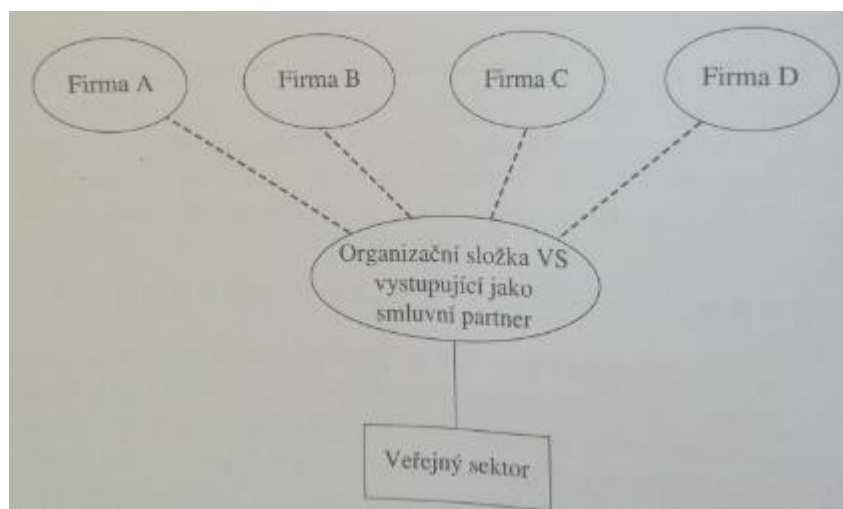 Firma A
Firma B
Firma C
Firma D
Organizační složka VS
vystupující jako
smluvní partner
Veřejný sektor